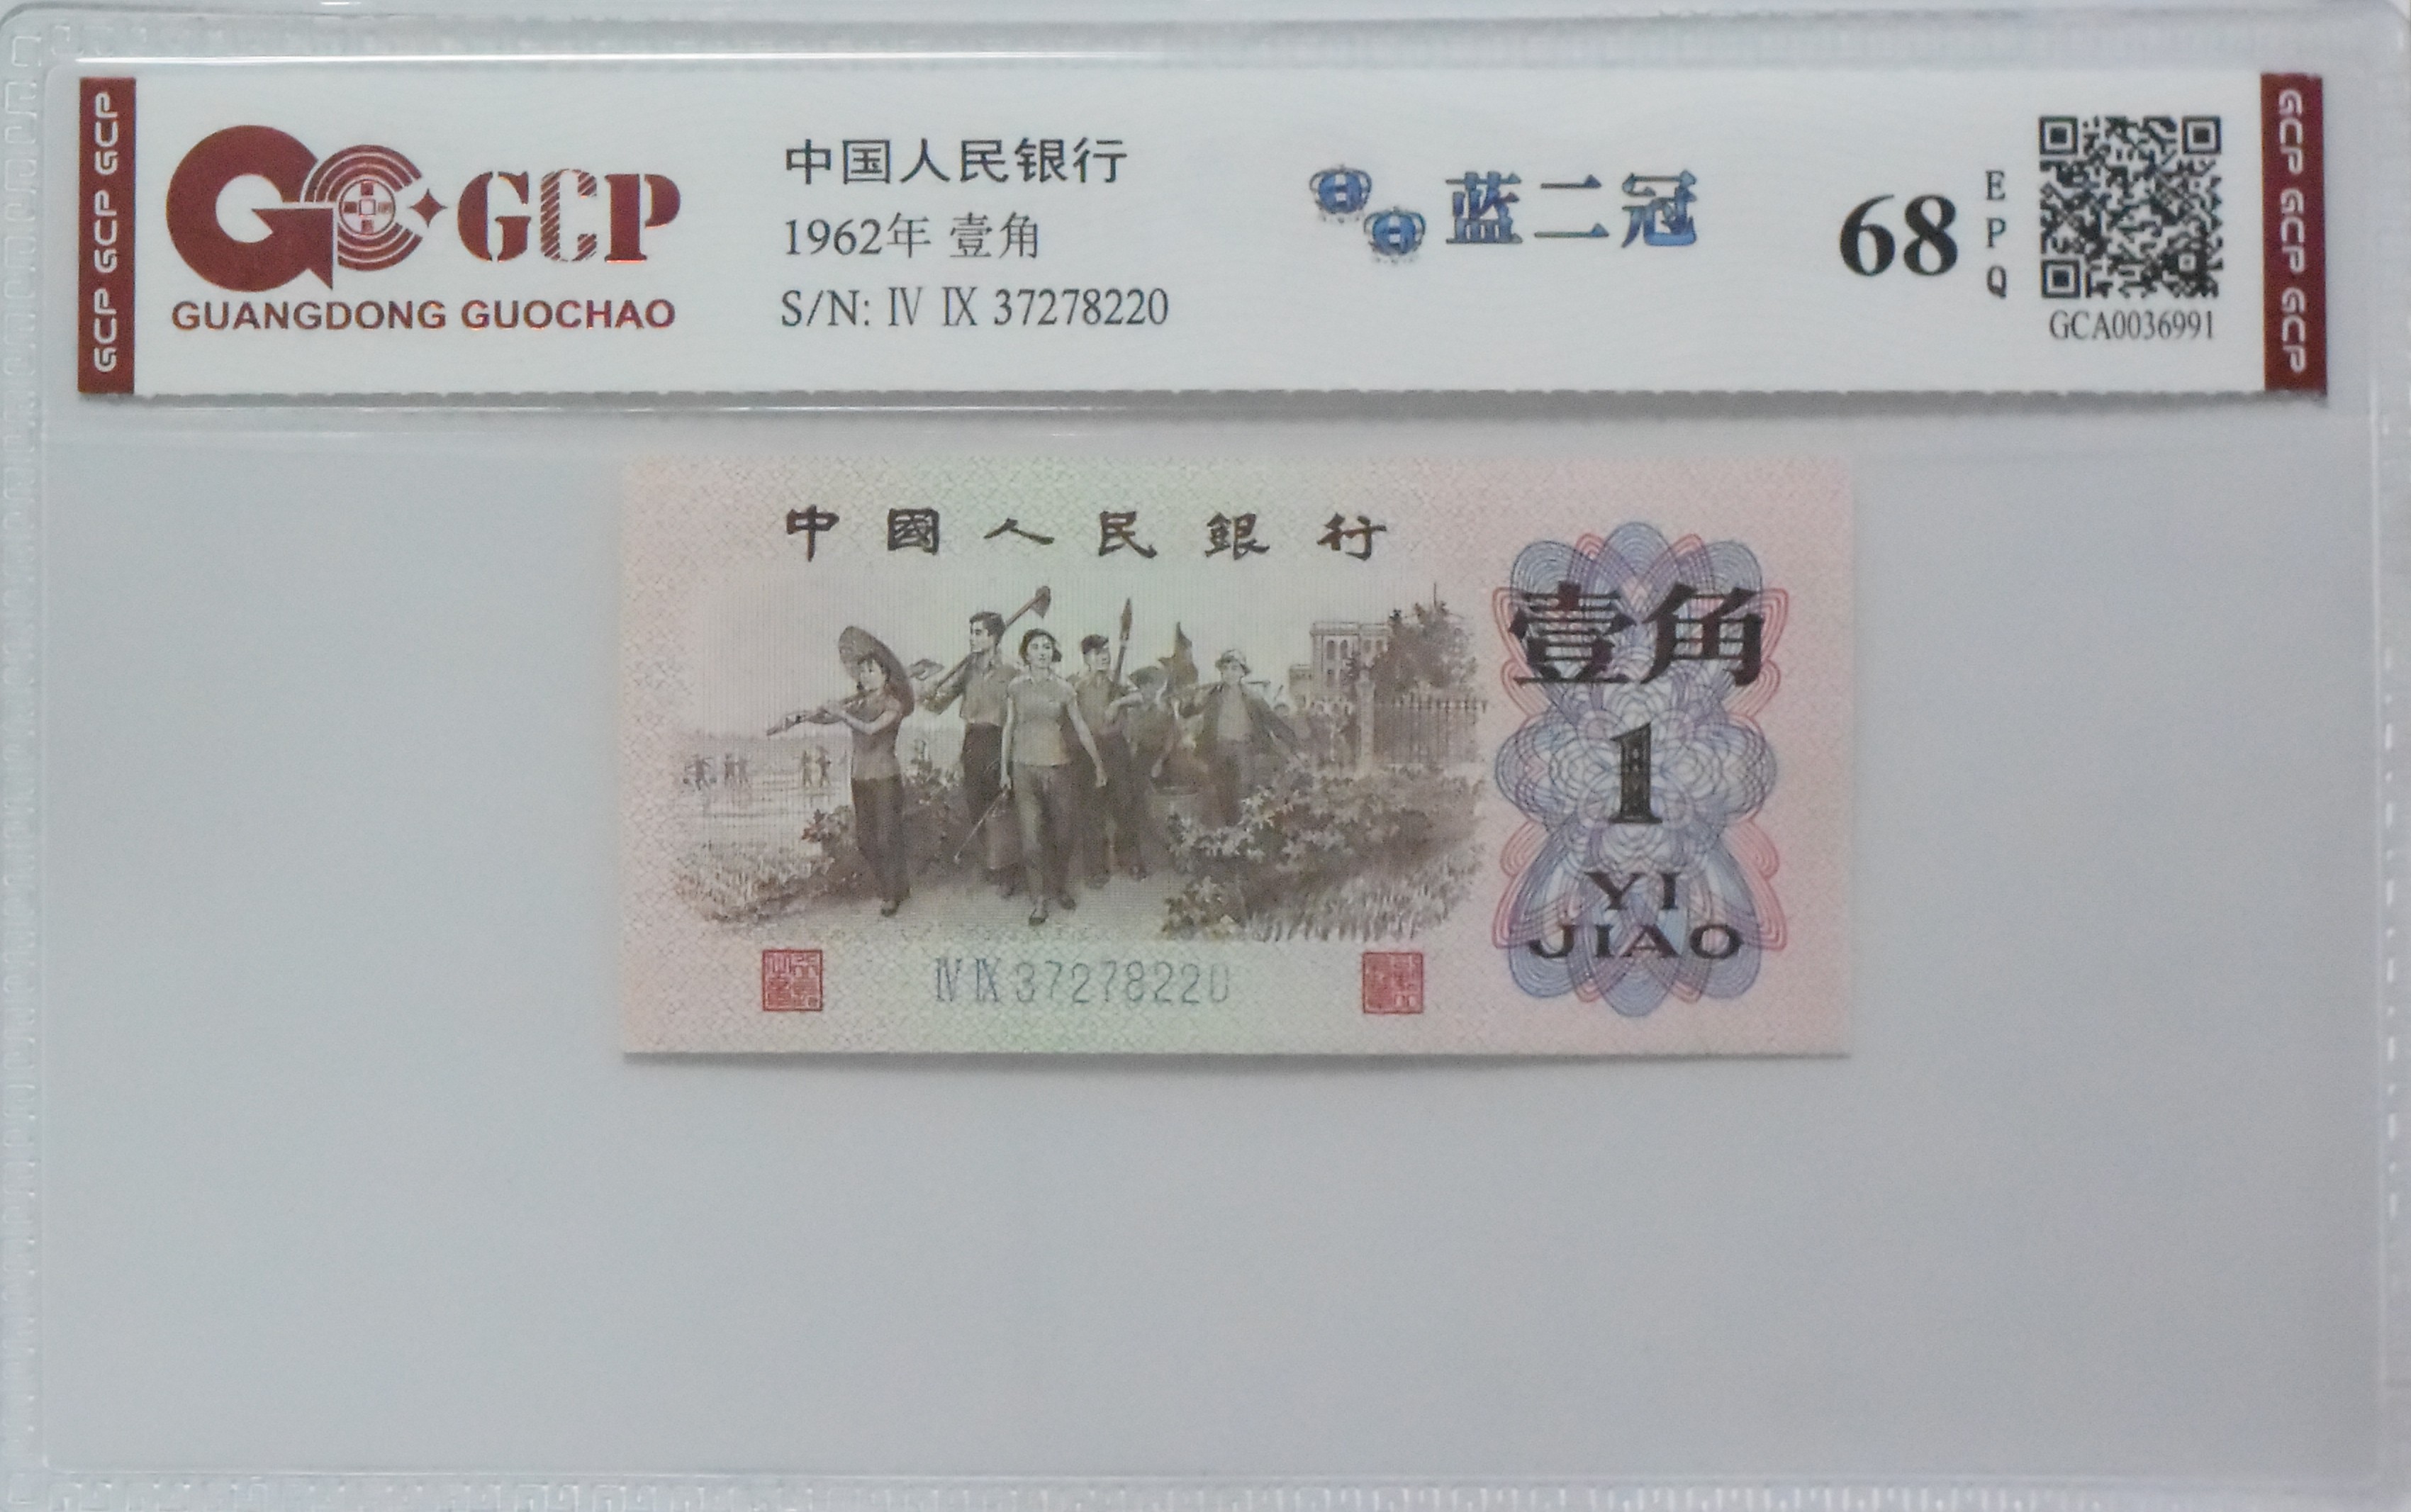 GCP GCP GCP
GCP
GUANGDONG GUOCHAO
中国人民银行
1962年 壹角
S/N: Ⅳ Ⅸ 37278220
蓝二冠
68
E
P
Q
GCA0036991
GCP GCP GCP
中國人民銀行
壹角
1
YI
JIAO
Ⅳ Ⅸ 37278220